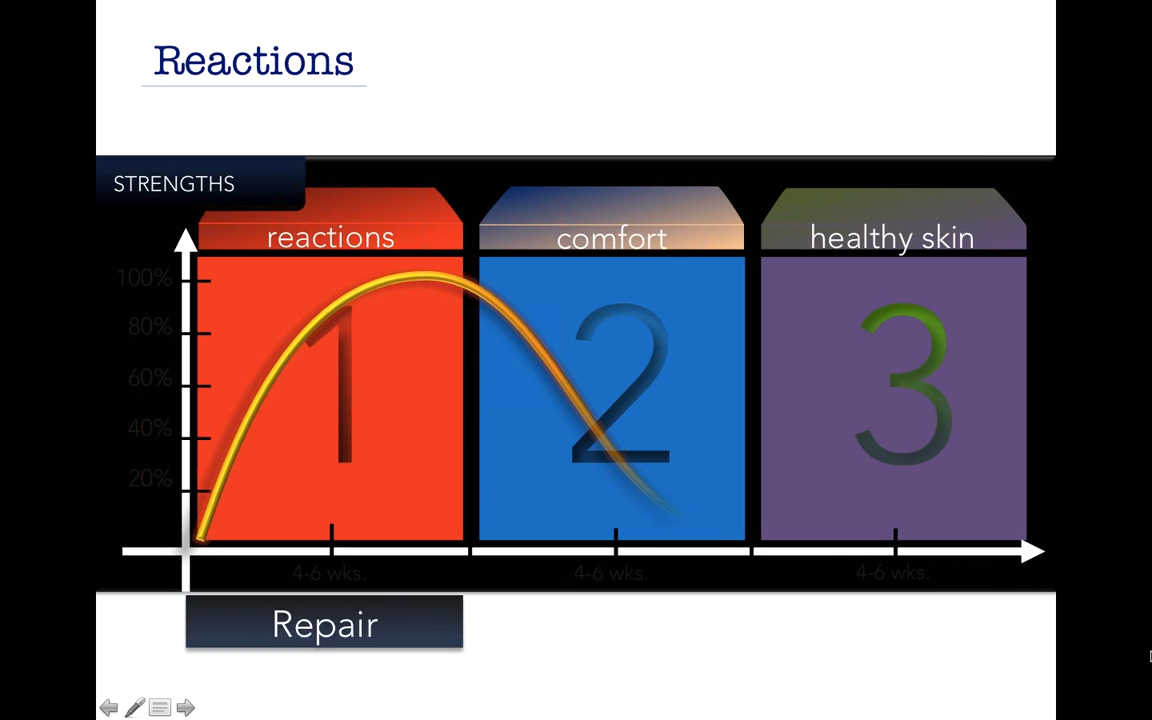 Reactions
STRENGTHS
reactions
comfort
healthy skin
100%
80%
60%
40%
20%
1
2
3
4-6 wks.
4-6 wks.
4-6 wks.
Repair